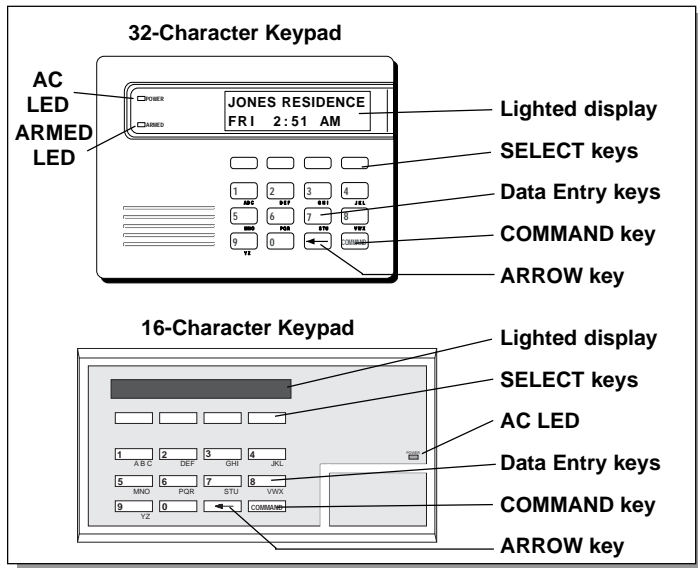 32-Character Keypad
AC
LED
ARMED
LED
POWER
ARMED
JONES RESIDENCE
FRI 2:51 AM
Lighted display
SELECT keys
Data Entry keys
COMMAND key
ARROW key
1 2 3 4
ABC DEF GHI JKL
5 6 7 8
MNO PQR STU VWX
9 0 COMMAND
YZ
16-Character Keypad
Lighted display
SELECT keys
AC LED
Data Entry keys
COMMAND key
ARROW key
POWER
1 2 3 4
ABC DEF GHI JKL
5 6 7 8
MNO PQR STU VWX
9 0 COMMAND
YZ